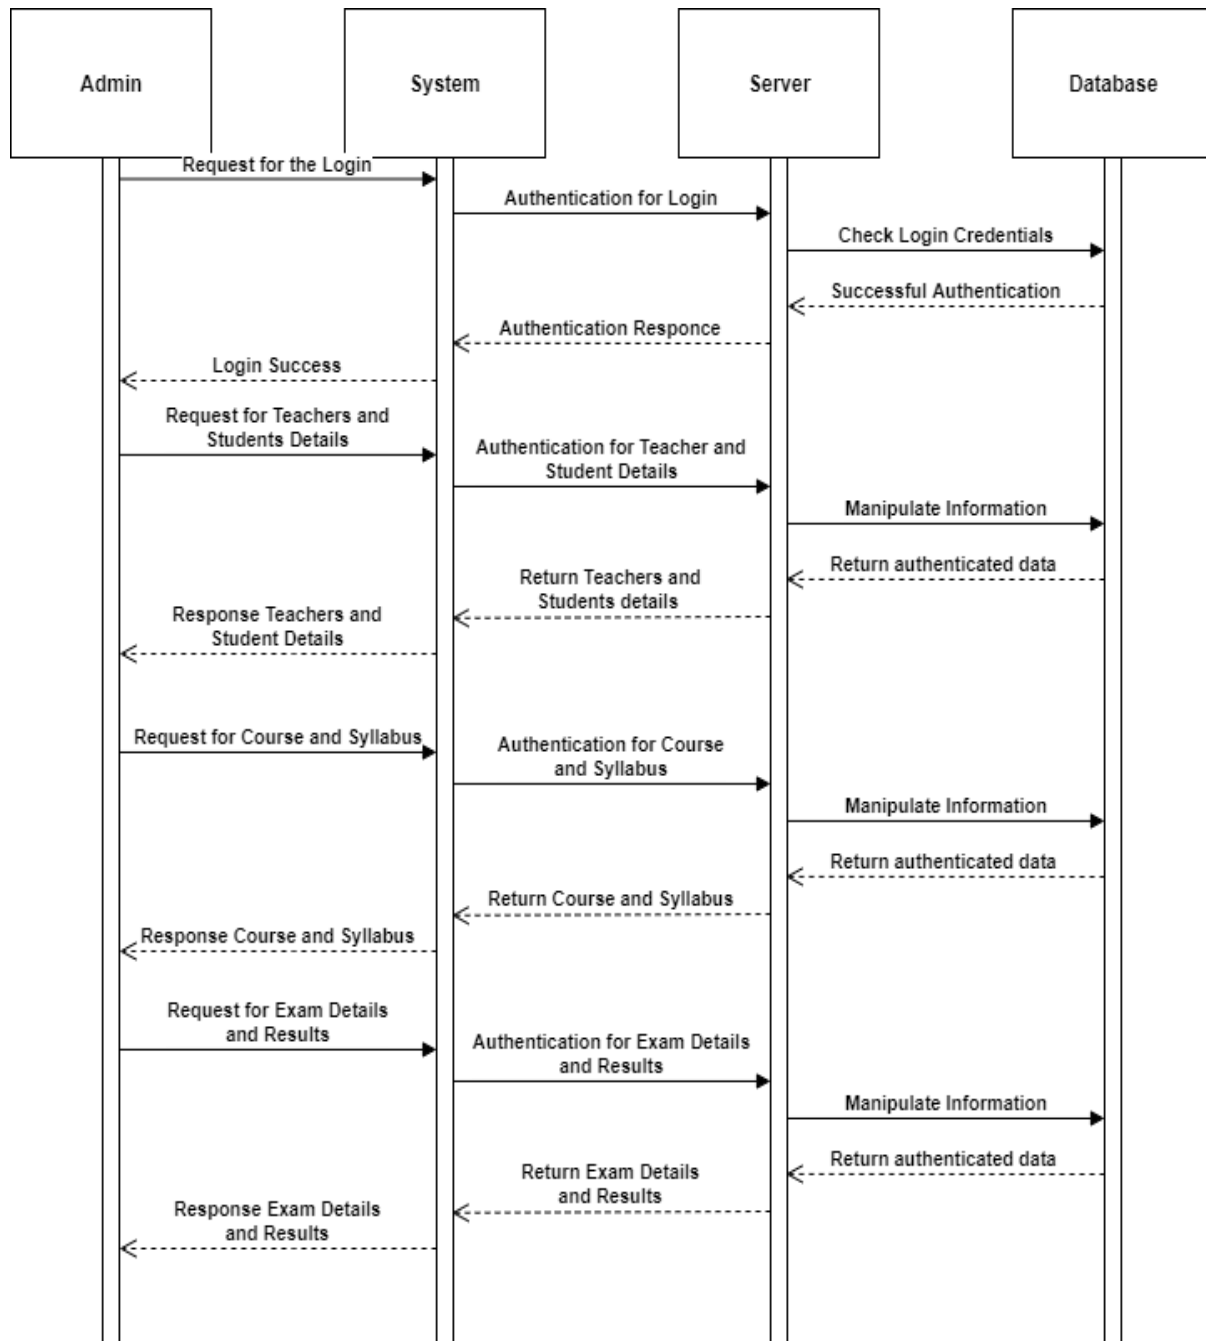 Admin
System
Server
Database
Request for the Login
Authentication for Login
Check Login Credentials
Successful Authentication
Authentication Responce
Login Success
Request for Teachers and
Students Details
Authentication for Teacher and
Student Details
Manipulate Information
Return authenticated data
Return Teachers and
Students details
Response Teachers and
Student Details
Request for Course and Syllabus
Authentication for Course
and Syllabus
Manipulate Information
Return authenticated data
Return Course and Syllabus
Response Course and Syllabus
Request for Exam Details
and Results
Authentication for Exam Details
and Results
Manipulate Information
Return authenticated data
Return Exam Details
and Results
Response Exam Details
and Results